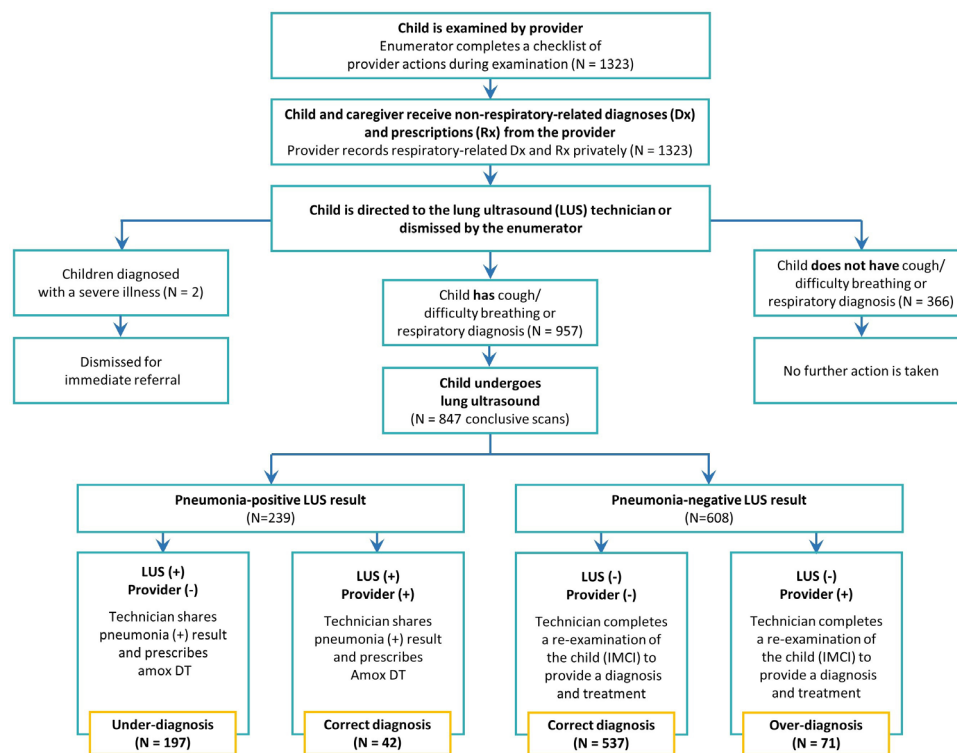 Child is examined by provider
Enumerator completes a checklist of
provider actions during examination (N = 1323)
Child and caregiver receive non-respiratory-related diagnoses (Dx)
and prescriptions (Rx) from the provider
Provider records respiratory-related Dx and Rx privately (N = 1323)
Child is directed to the lung ultrasound (LUS) technician or
dismissed by the enumerator
Children diagnosed
with a severe illness (N = 2)
Child has cough/
difficulty breathing or
respiratory diagnosis (N = 957)
Child does not have cough/
difficulty breathing or
respiratory diagnosis (N = 366)
Dismissed for
immediate referral
No further action is taken
Child undergoes
lung ultrasound
(N = 847 conclusive scans)
Pneumonia-positive LUS result
(N=239)
Pneumonia-negative LUS result
(N=608)
LUS (+)
Provider (-)
Technician shares
pneumonia (+) result
and prescribes
amox DT
Under-diagnosis
(N = 197)
LUS (+)
Provider (+)
Technician shares
pneumonia (+) result
and prescribes
Amox DT
Correct diagnosis
(N = 42)
LUS (-)
Provider (-)
Technician completes
a re-examination of
the child (IMCI) to
provide a diagnosis
and treatment
Correct diagnosis
(N = 537)
LUS (-)
Provider (+)
Technician completes
a re-examination of
the child (IMCI) to
provide a diagnosis
and treatment
Over-diagnosis
(N = 71)